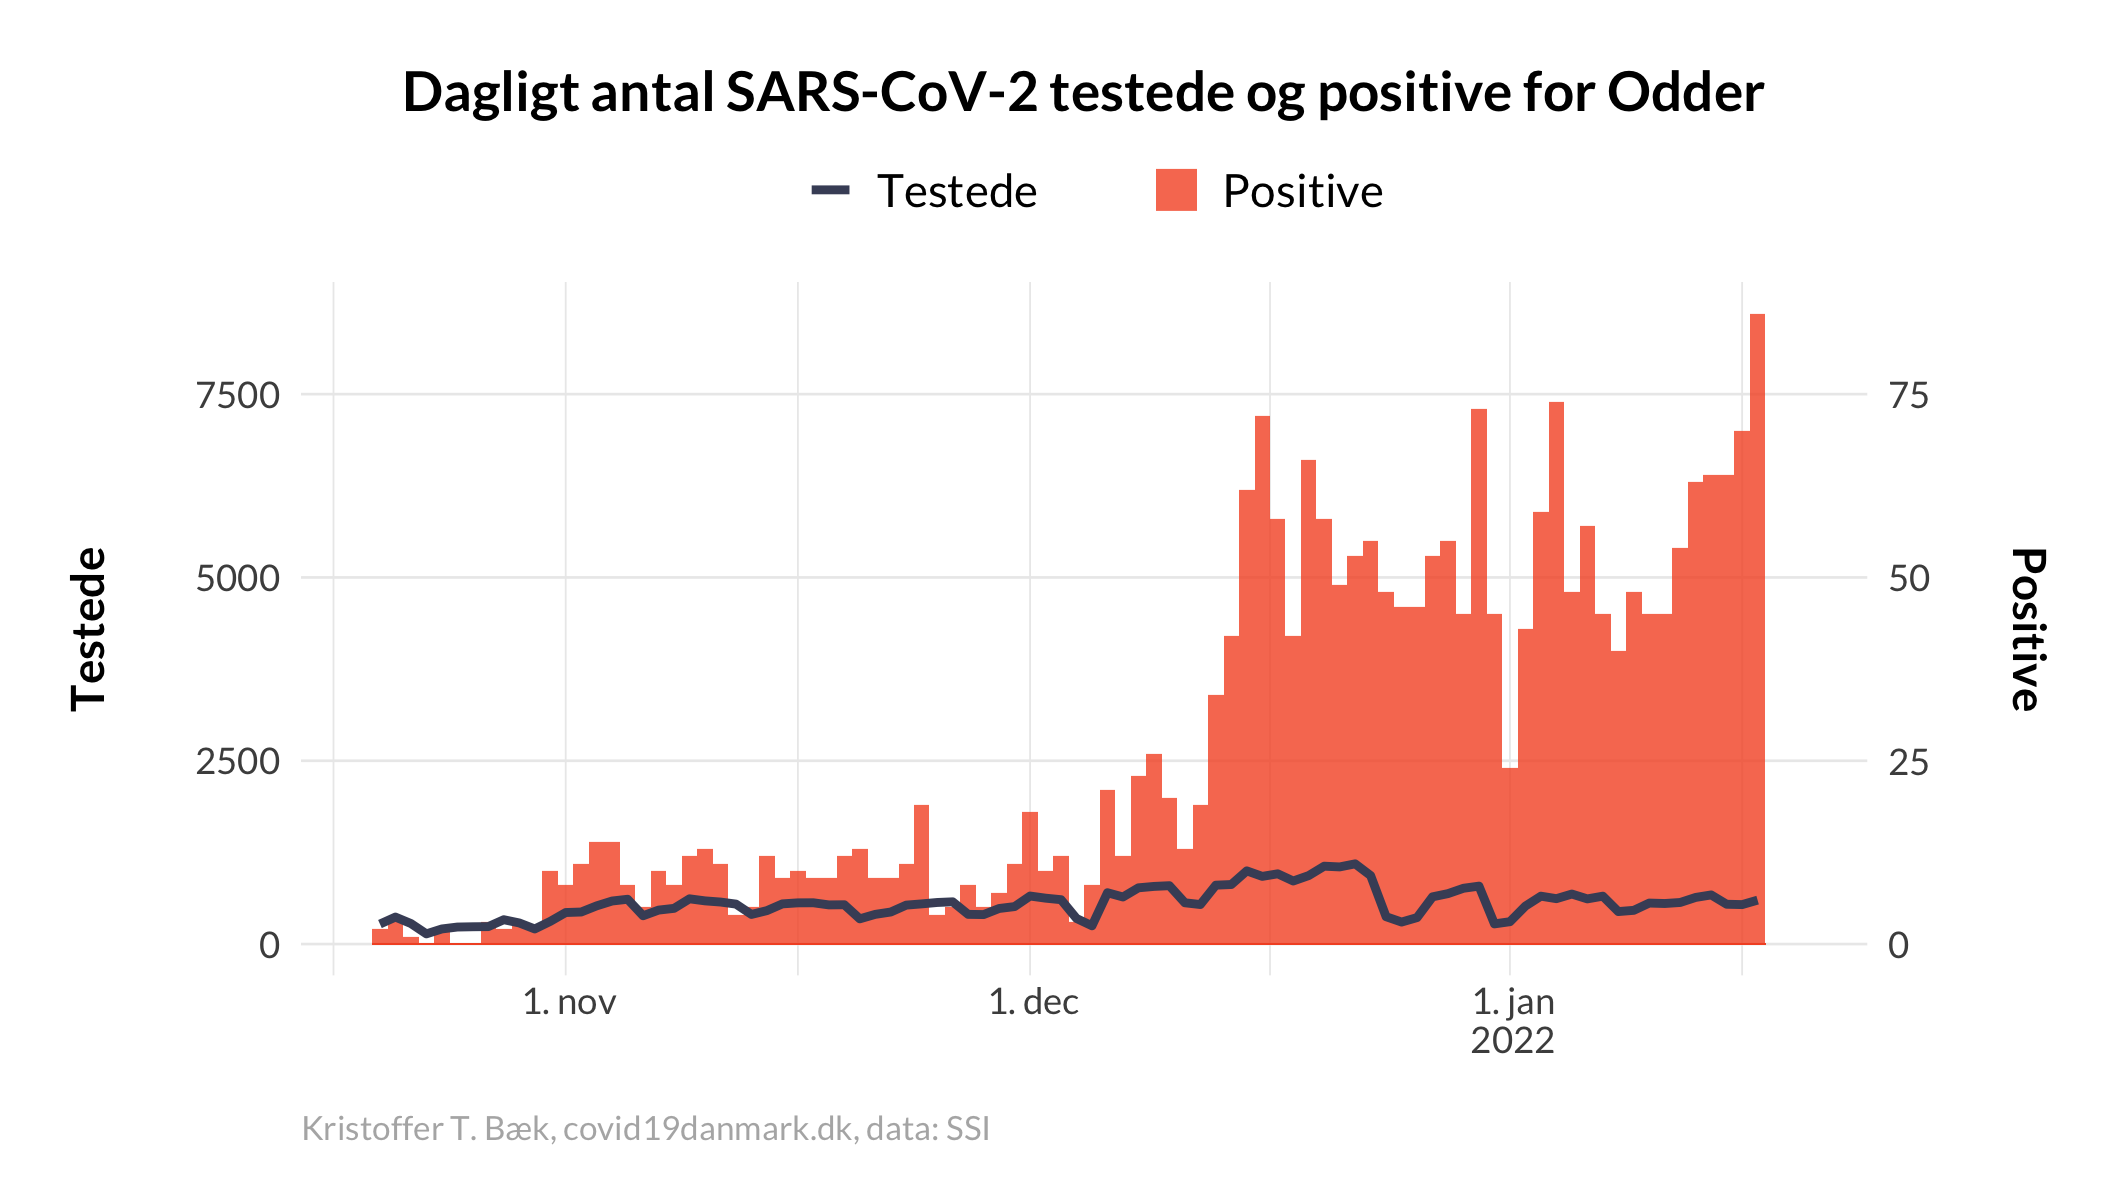 Dagligt antal SARS-CoV-2 testede og positive for Odder
Testede
Positive
7500
5000
2500
0
75
50
25
0
Testede
Positive
1. nov
1. dec
1. jan
2022
Kristoffer T. Bæk, covid19danmark.dk, data: SSI